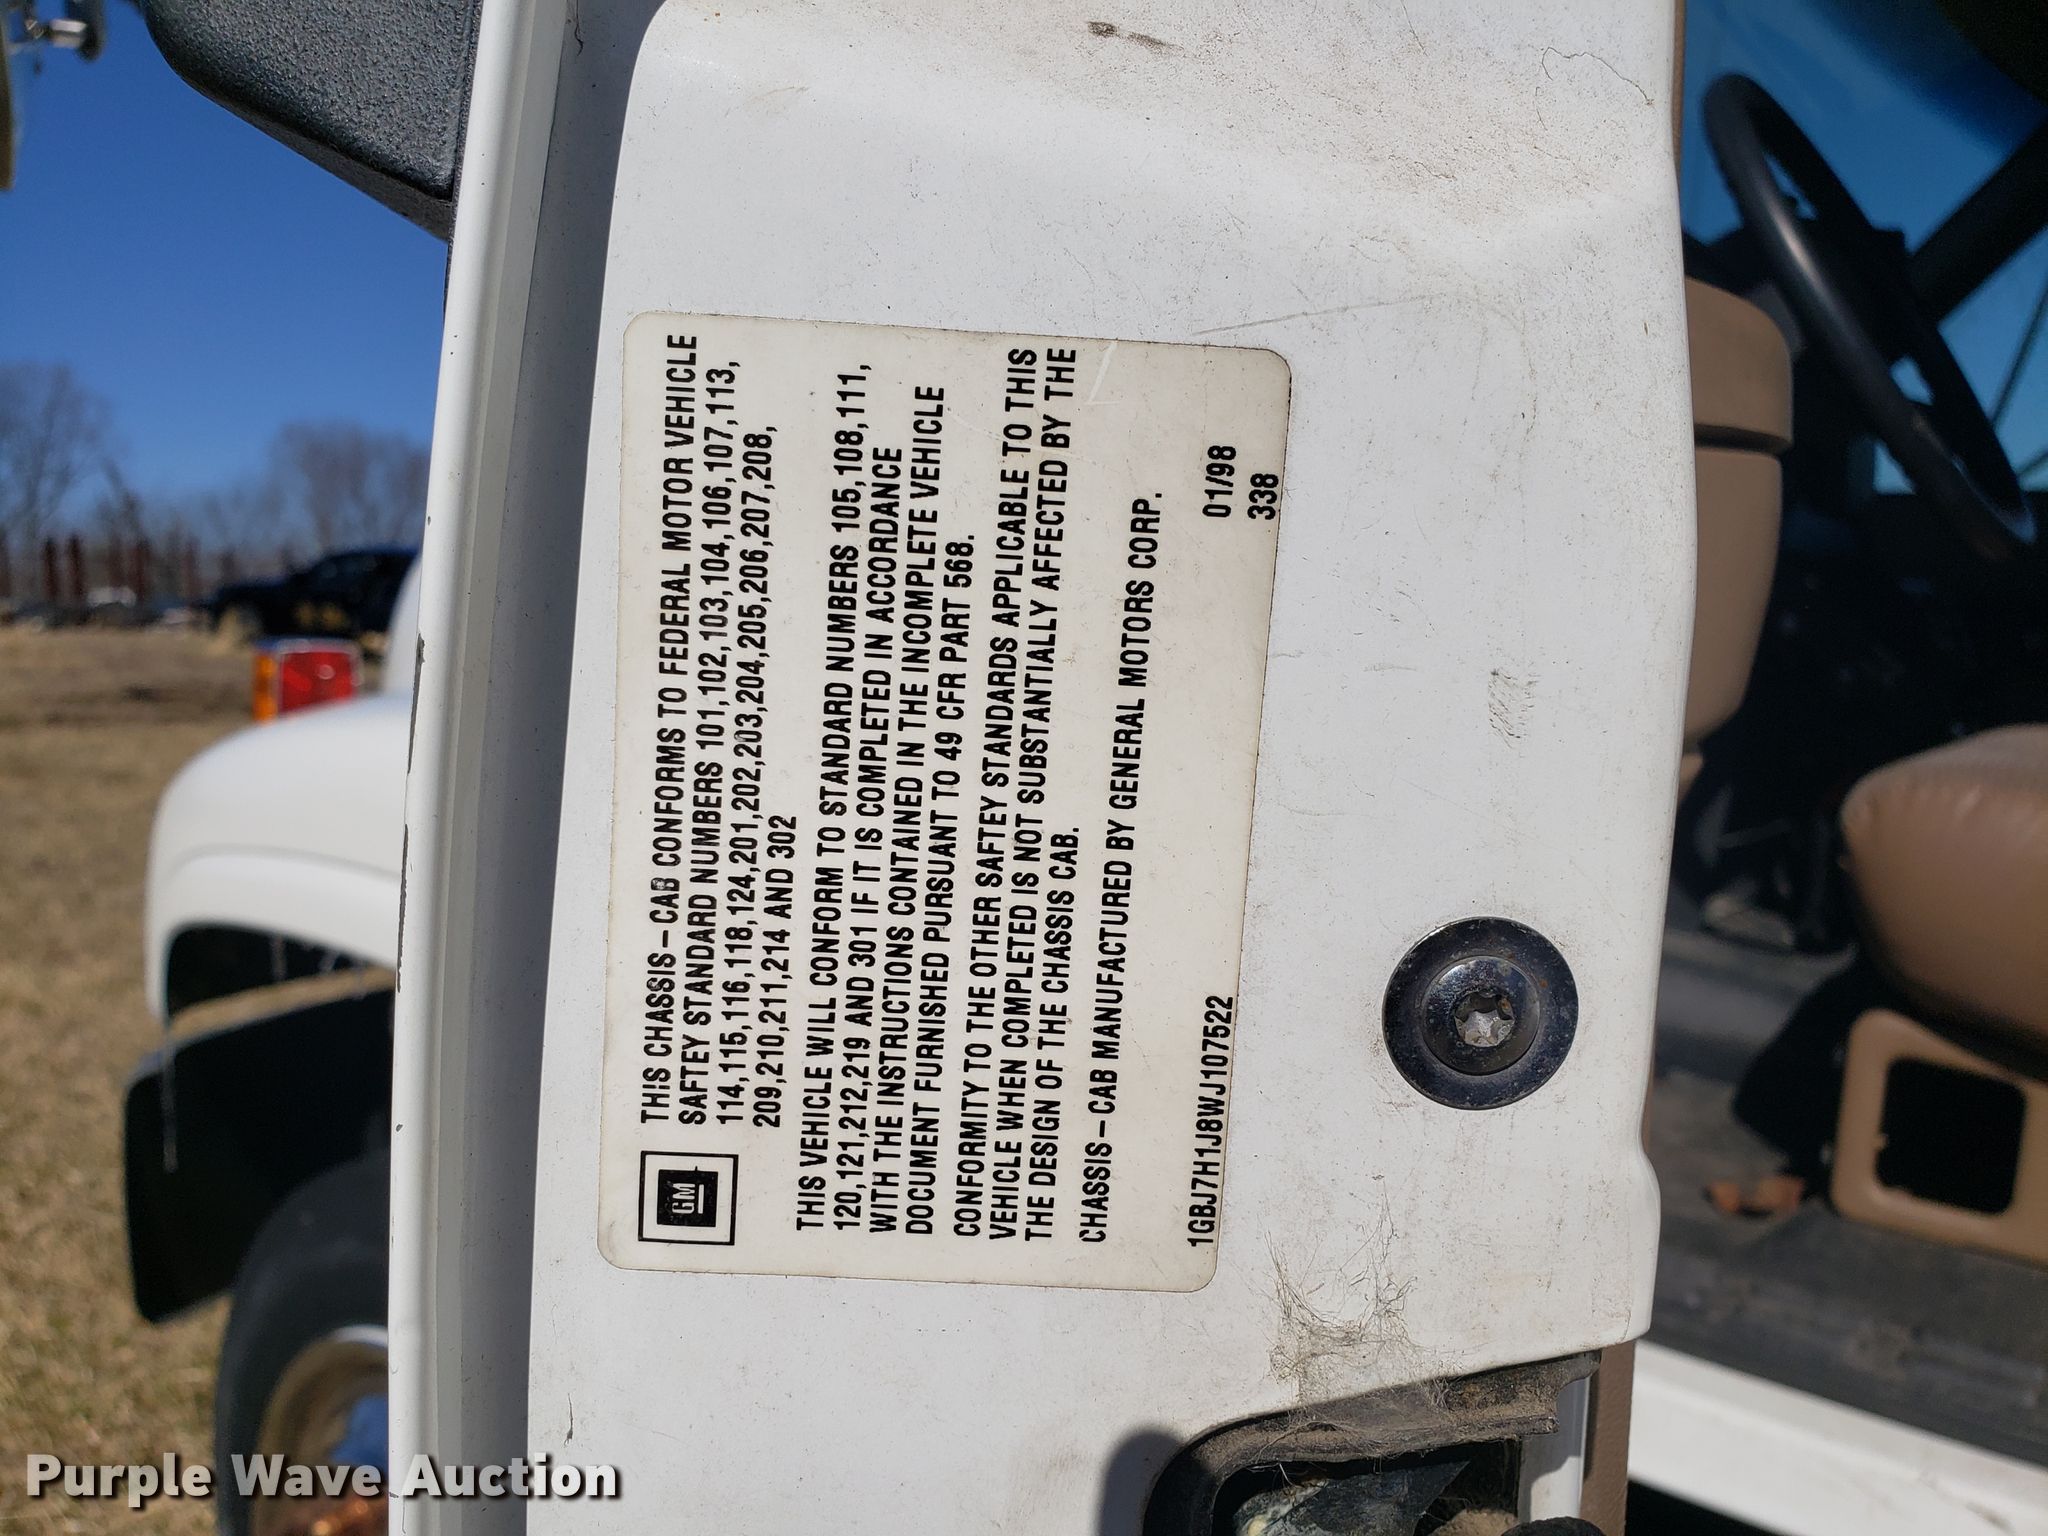 GM
THIS CHASSIS-CAB CONFORMS TO FEDERAL MOTOR VEHICLE
SAFTEY STANDARD NUMBERS 101,102,103,104,106,107,113,
114,115,116,118,124,201,202,203,204,205,206,207,208,
209,210,211,214 AND 302
THIS VEHICLE WILL CONFORM TO STANDARD NUMBERS 105,108,111,
120,121,212,219 AND 301 IF IT IS COMPLETED IN ACCORDANCE
WITH THE INSTRUCTIONS CONTAINED IN THE INCOMPLETE VEHICLE
DOCUMENT FURNISHED PURSUANT TO 49 CFR PART 568.
CONFORMITY TO THE OTHER SAFTEY STANDARDS APPLICABLE TO THIS
VEHICLE WHEN COMPLETED IS NOT SUBSTANTIALLY AFFECTED BY THE
THE DESIGN OF THE CHASSIS CAB.
CHASSIS-CAB MANUFACTURED BY GENERAL MOTORS CORP.
1GBJ7H1J8WJ107522 01/98
338
Purple Wave Auction